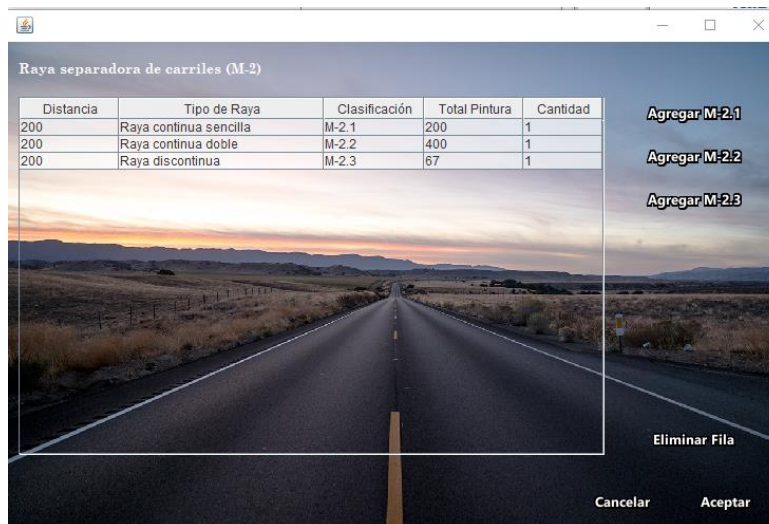 Raya separadora de carriles (M-2)
Distancia Tipo de Raya Clasificación Total Pintura Cantidad
200 Raya continua sencilla M-2.1 200 1
200 Raya continua doble M-2.2 400 1
200 Raya discontinua M-2.3 67 1
Agregar M-2.1
Agregar M-2.2
Agregar M-2.3
Eliminar Fila
Cancelar Aceptar